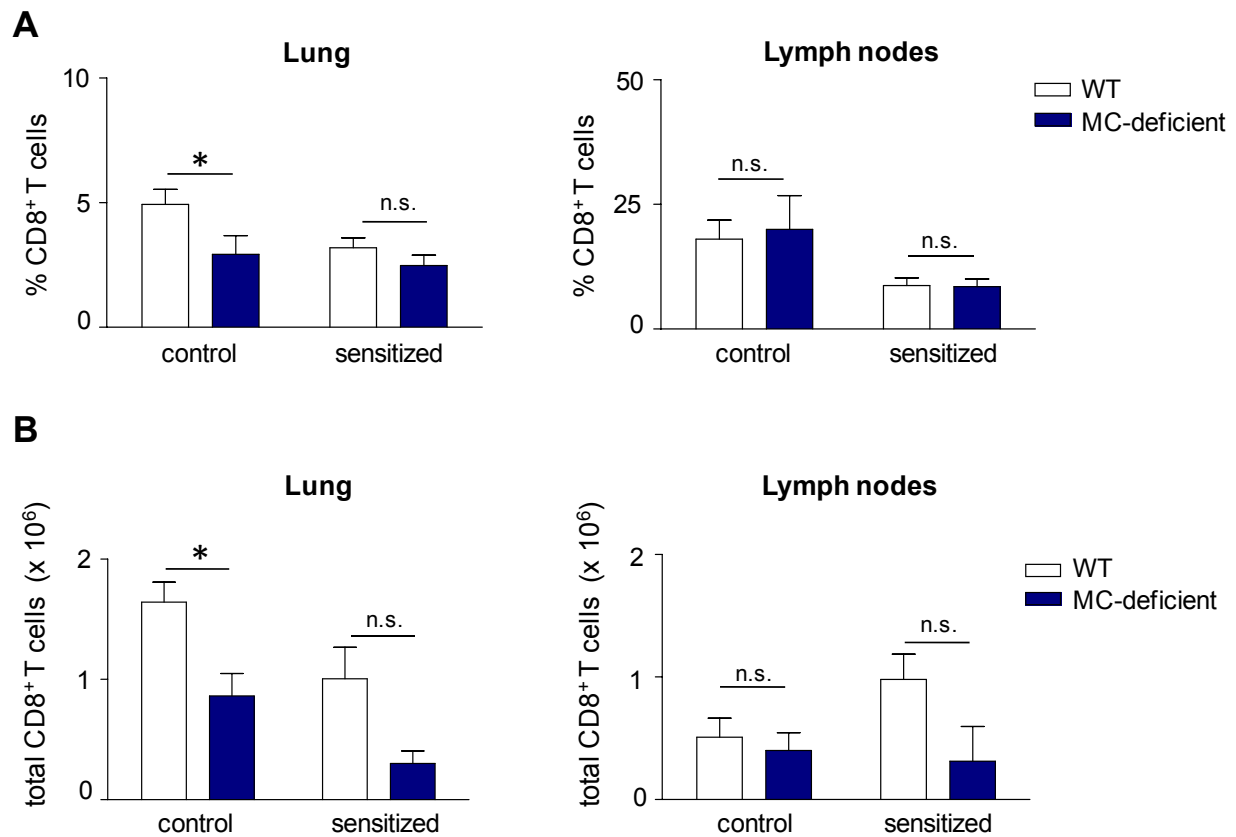 A
Lung
Lymph nodes
10
5
0
% CD8⁺ T cells
*
n.s.
control
sensitized
50
25
0
% CD8⁺ T cells
n.s.
n.s.
control
sensitized
WT
MC-deficient
B
Lung
Lymph nodes
2
1
0
total CD8⁺ T cells (x 10⁶)
*
n.s.
control
sensitized
2
1
0
total CD8⁺ T cells (x 10⁶)
n.s.
n.s.
control
sensitized
WT
MC-deficient